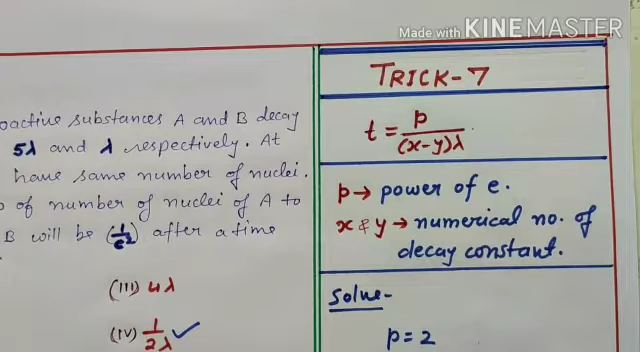 Made with KINEMASTER
oactive substances A and B decay
5λ and λ respectively. At
have same number of nuclei.
o of number of nuclei of A to
B will be (1/e²) after a time
(III) 4λ
(IV) 1/2λ ✓
TRICK-7
t = p/(x-y)λ
p→ power of e.
x & y → numerical no. of
decay constant.
Solve-
p=2